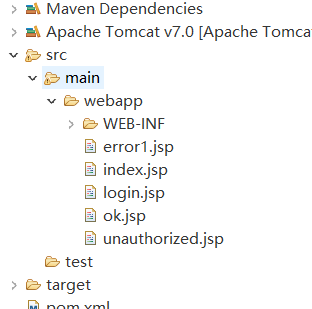 Maven Dependencies
Apache Tomcat v7.0 [Apache Tomca
src
main
webapp
WEB-INF
error1.jsp
index.jsp
login.jsp
ok.jsp
unauthorized.jsp
test
target
pom.xml